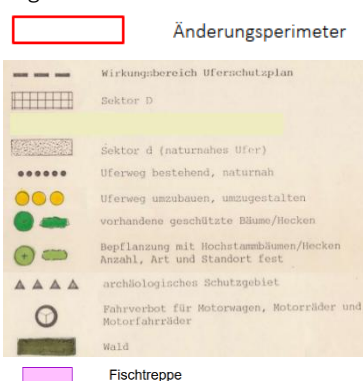 Änderungsperimeter
Wirkungsbereich Uferschutzplan
Sektor D
Sektor d (naturnahes Ufer)
Uferweg bestehend, naturnah
Uferweg umzubauen, umzugestalten
vorhandene geschützte Bäume/Hecken
Bepflanzung mit Hochstammbäumen/Hecken
Anzahl, Art und Standort fest
archäologisches Schutzgebiet
Fahrverbot für Motorwagen, Motorräder und
Motorfahrräder
Wald
Fischtreppe